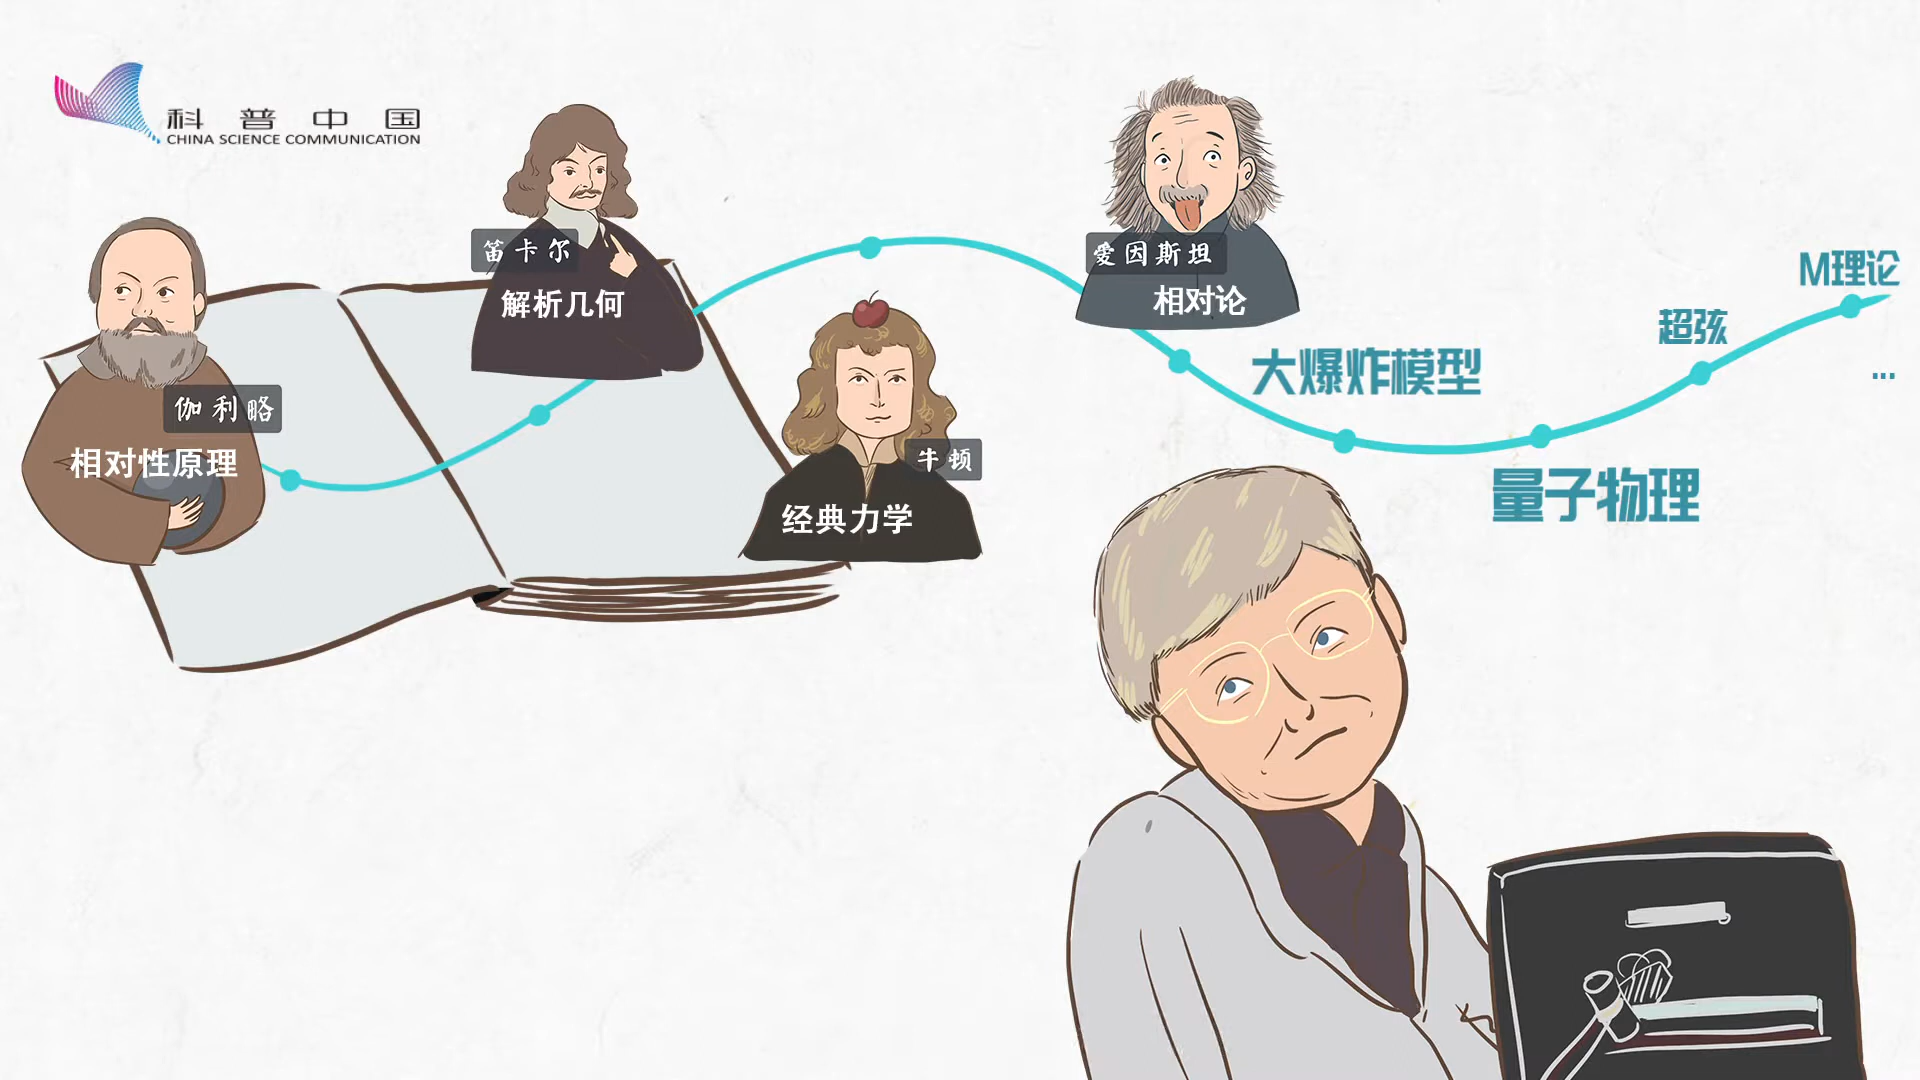 科普中国
CHINA SCIENCE COMMUNICATION
伽利略
相对性原理
笛卡尔
解析几何
牛顿
经典力学
爱因斯坦
相对论
大爆炸模型
量子物理
超弦
M理论
...